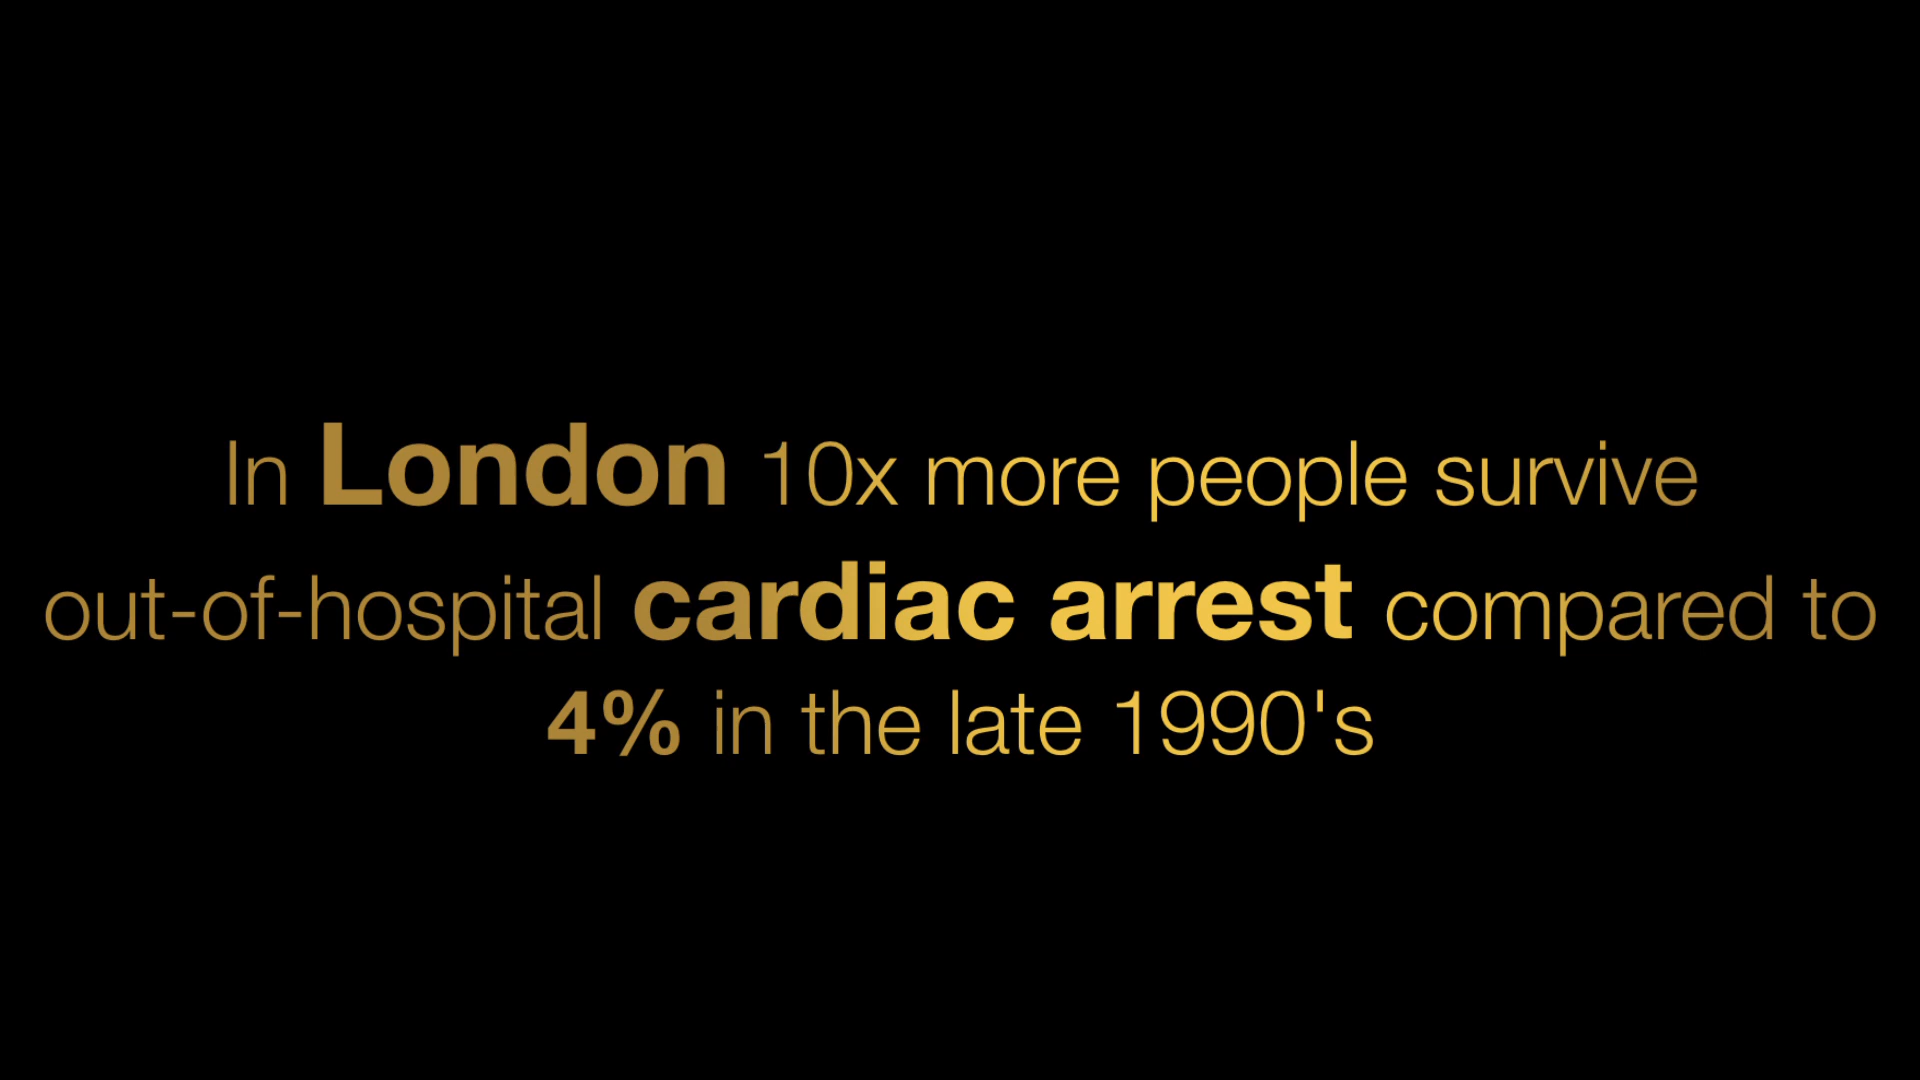 In London 10x more people survive
out-of-hospital cardiac arrest compared to
4% in the late 1990's